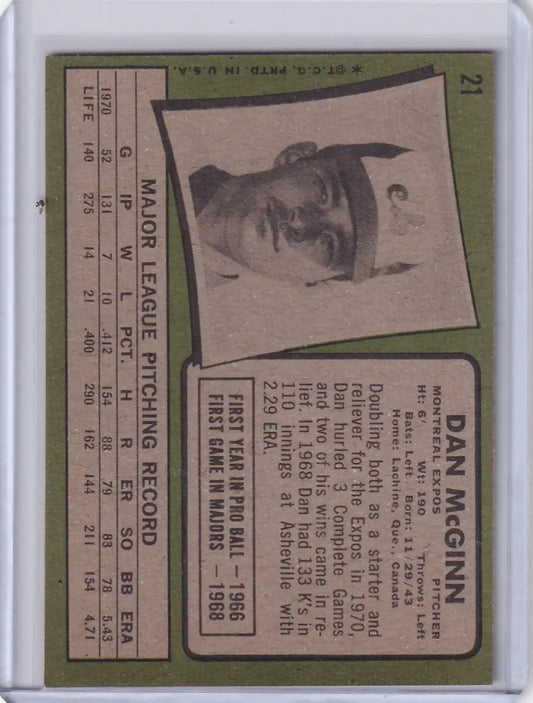 21
*©T.C.G. PRTD. IN U.S.A.
e
DAN McGINN
MONTREAL EXPOS PITCHER
Ht: 6' Wt: 190 Throws: Left
Bats: Left Born: 11/29/43
Home: Lachine, Que., Canada
Doubling both as a starter and
reliever for the Expos in 1970,
Dan hurled 3 Complete Games
and two of his wins came in re-
lief. In 1968 Dan had 133 K's in
110 innings at Asheville with
2.29 ERA.
FIRST YEAR IN PRO BALL — 1966
FIRST GAME IN MAJORS — 1968
MAJOR LEAGUE PITCHING RECORD
G IP W L PCT. H R ER SO BB ERA
1970 52 131 7 10 .412 154 88 79 83 78 5.43
LIFE 140 275 14 21 .400 290 162 144 211 154 4.71